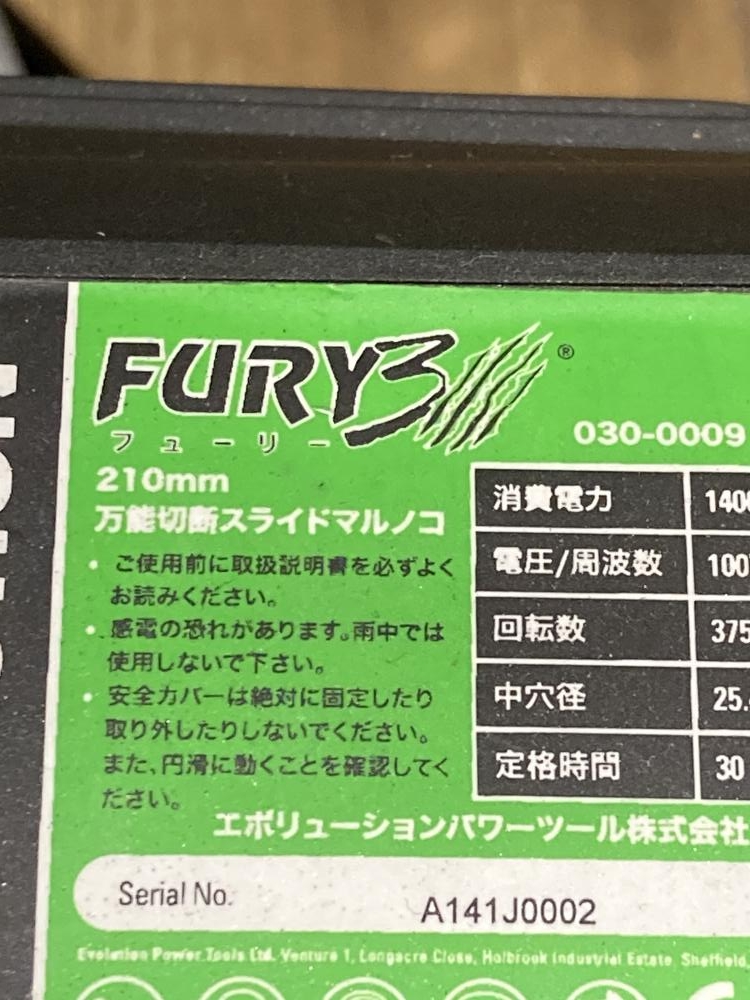 FURY3 ®
フューリー
030-0009
210mm
万能切断スライドマルノコ
・ご使用前に取扱説明書を必ずよく
お読みください。
・感電の恐れがあります。雨中では
使用しないで下さい。
・安全カバーは絶対に固定したり
取り外したりしないでください。
また、円滑に動くことを確認してく
ださい。
消費電力 140
電圧/周波数 100
回転数 375
中穴径 25.
定格時間 30
エボリューションパワーツール株式会社
Serial No. A141J0002
Evolution Power Tools Ltd. Venture 1, Longacre Close, Holbrook Industrial Estate, Sheffield,